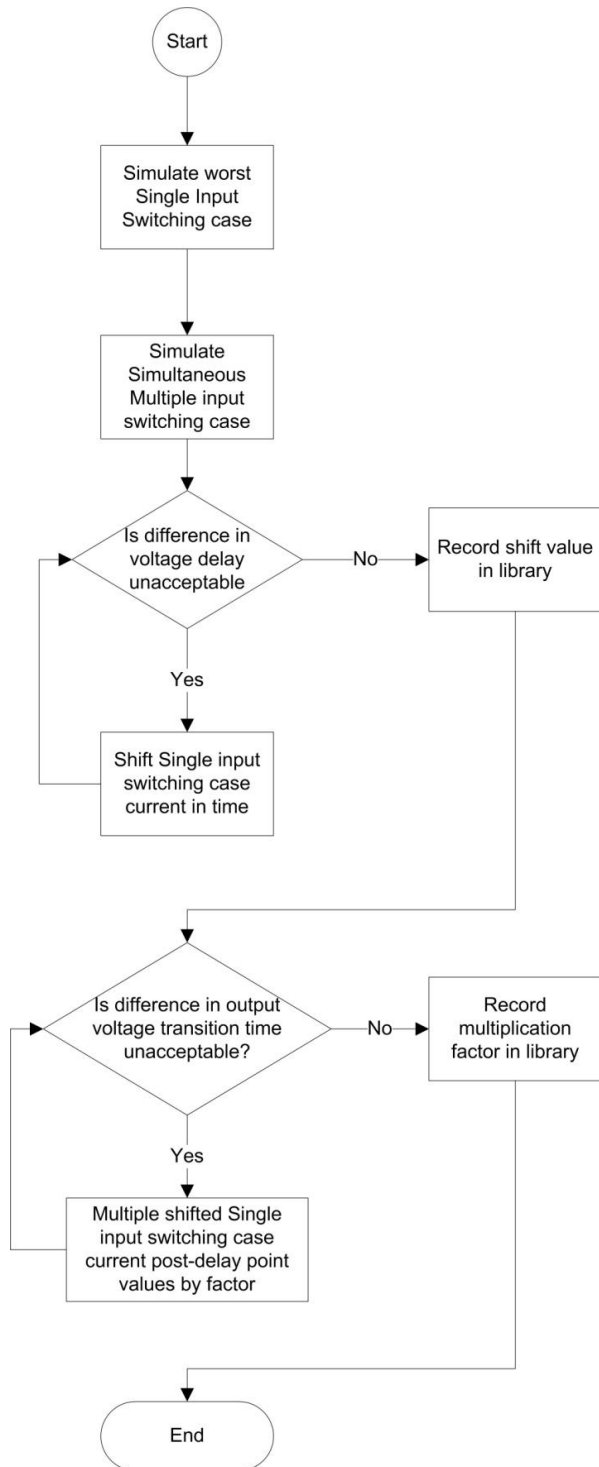 Start
Simulate worst
Single Input
Switching case
Simulate
Simultaneous
Multiple input
switching case
Is difference in
voltage delay
unacceptable
No
Record shift value
in library
Yes
Shift Single input
switching case
current in time
Is difference in output
voltage transition time
unacceptable?
No
Record
multiplication
factor in library
Yes
Multiple shifted Single
input switching case
current post-delay point
values by factor
End